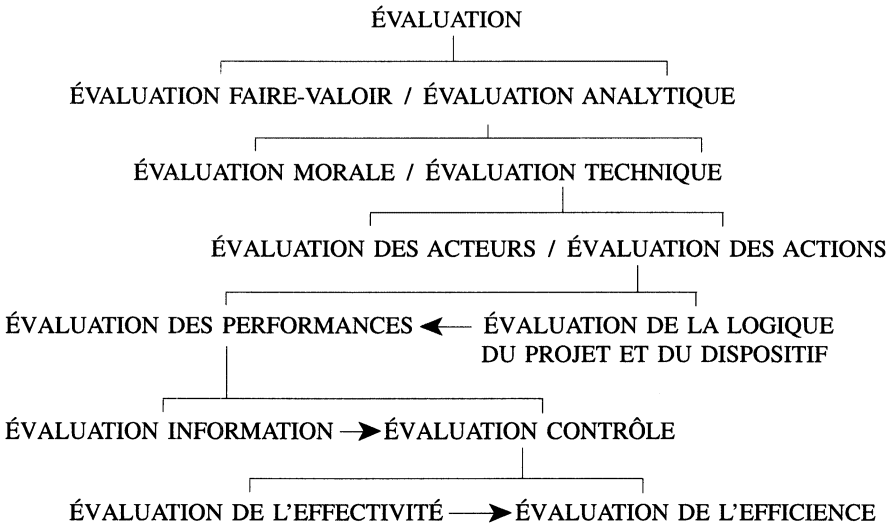 ÉVALUATION
ÉVALUATION FAIRE-VALOIR / ÉVALUATION ANALYTIQUE
ÉVALUATION MORALE / ÉVALUATION TECHNIQUE
ÉVALUATION DES ACTEURS / ÉVALUATION DES ACTIONS
ÉVALUATION DES PERFORMANCES ÉVALUATION DE LA LOGIQUE
DU PROJET ET DU DISPOSITIF
ÉVALUATION INFORMATION ÉVALUATION CONTRÔLE
ÉVALUATION DE L'EFFECTIVITÉ ÉVALUATION DE L'EFFICIENCE